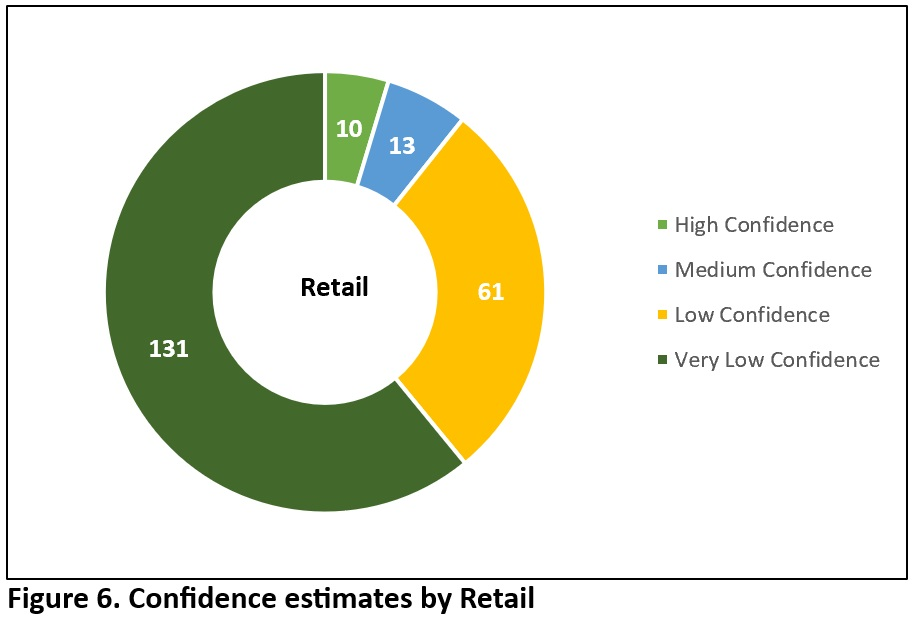 10
13
61
131
Retail
High Confidence
Medium Confidence
Low Confidence
Very Low Confidence
Figure 6. Confidence estimates by Retail